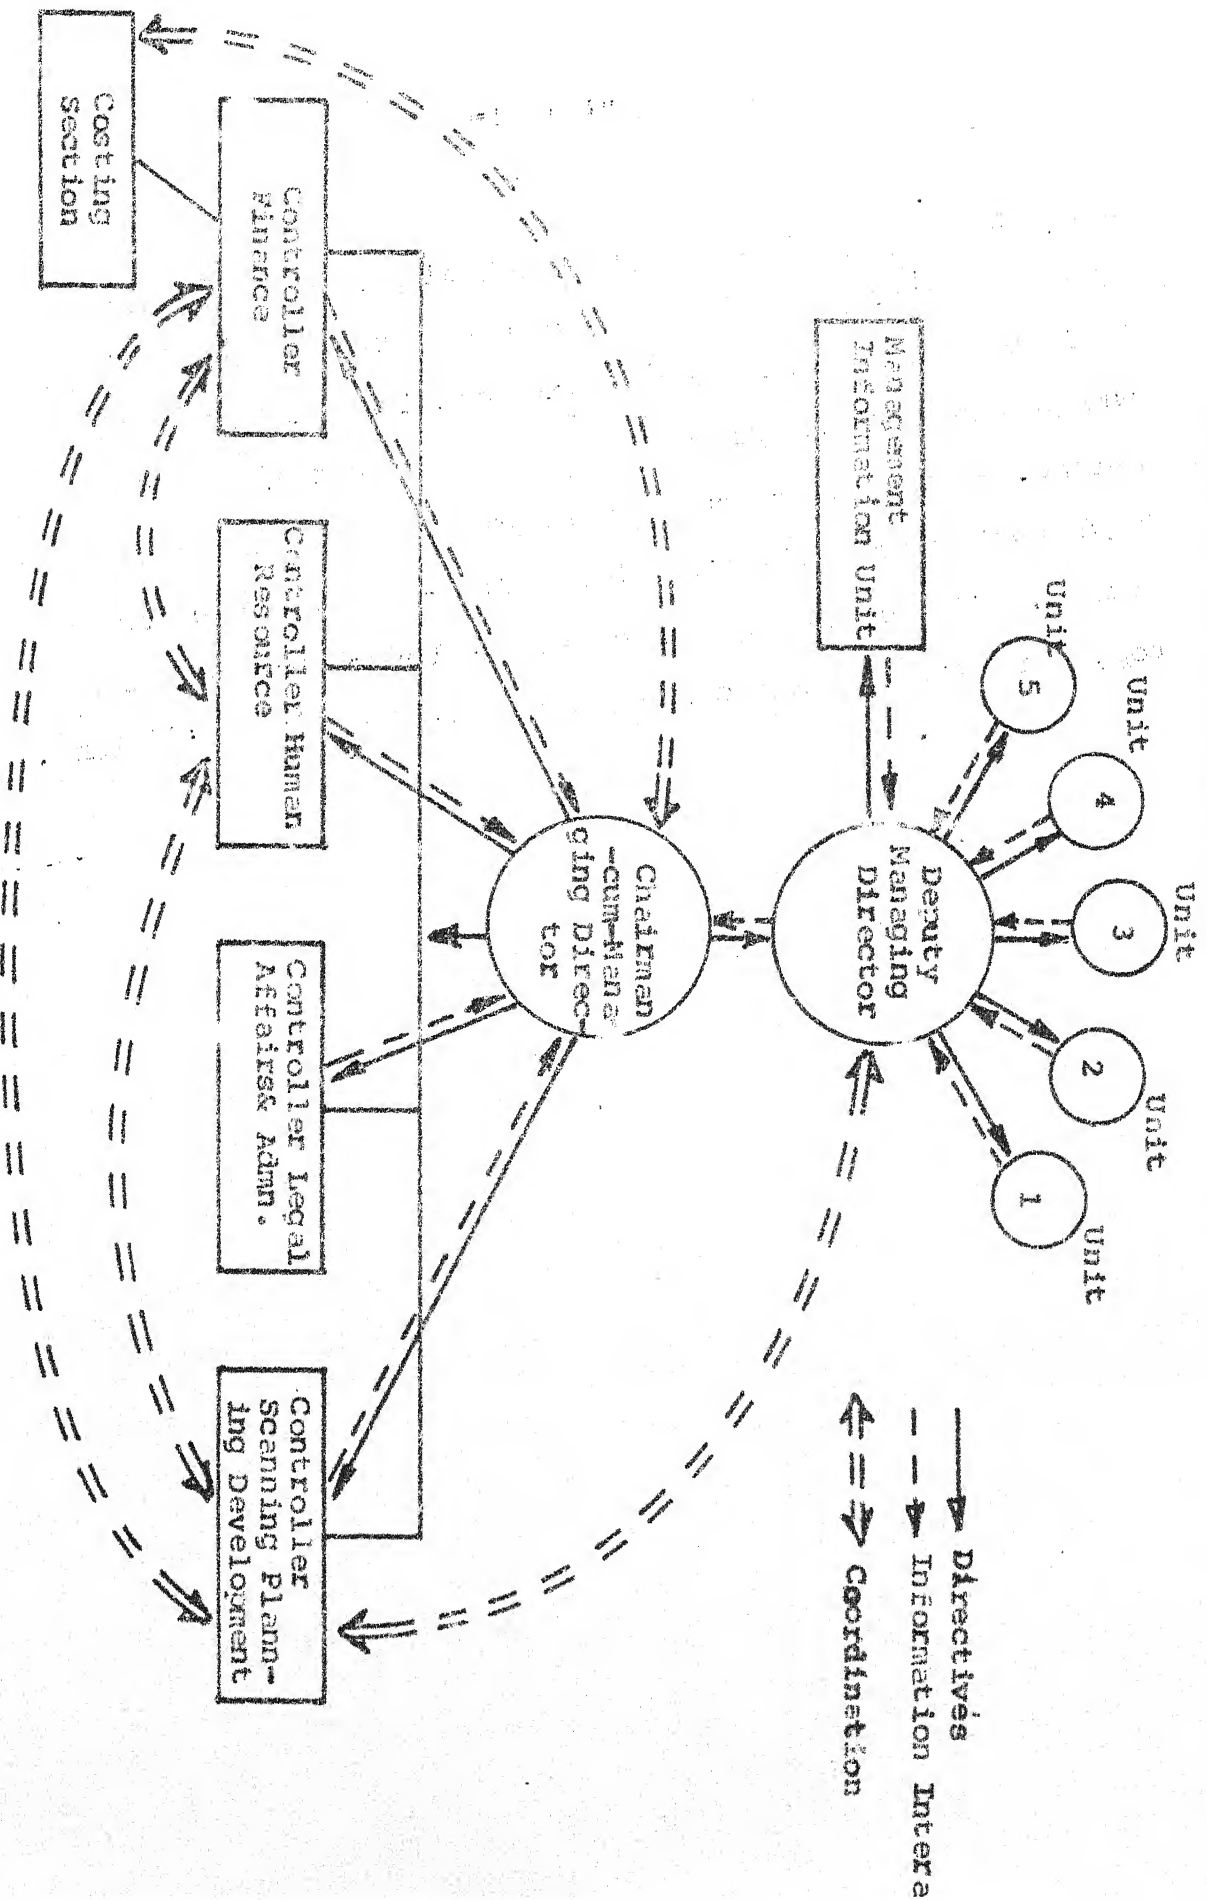 Unit
1
Unit
2
Unit
3
Unit
4
Unit
5
Directives
Information Intera
Coordination
Deputy
Managing
Director
Management
Information Unit
Chairman
-cum-Mana
ging Direc-
tor
Controller
Finance
Controller Human
Resource
Controller Legal
Affairs& Admn.
Controller
Scanning Plann-
ing Development
Costing
Section